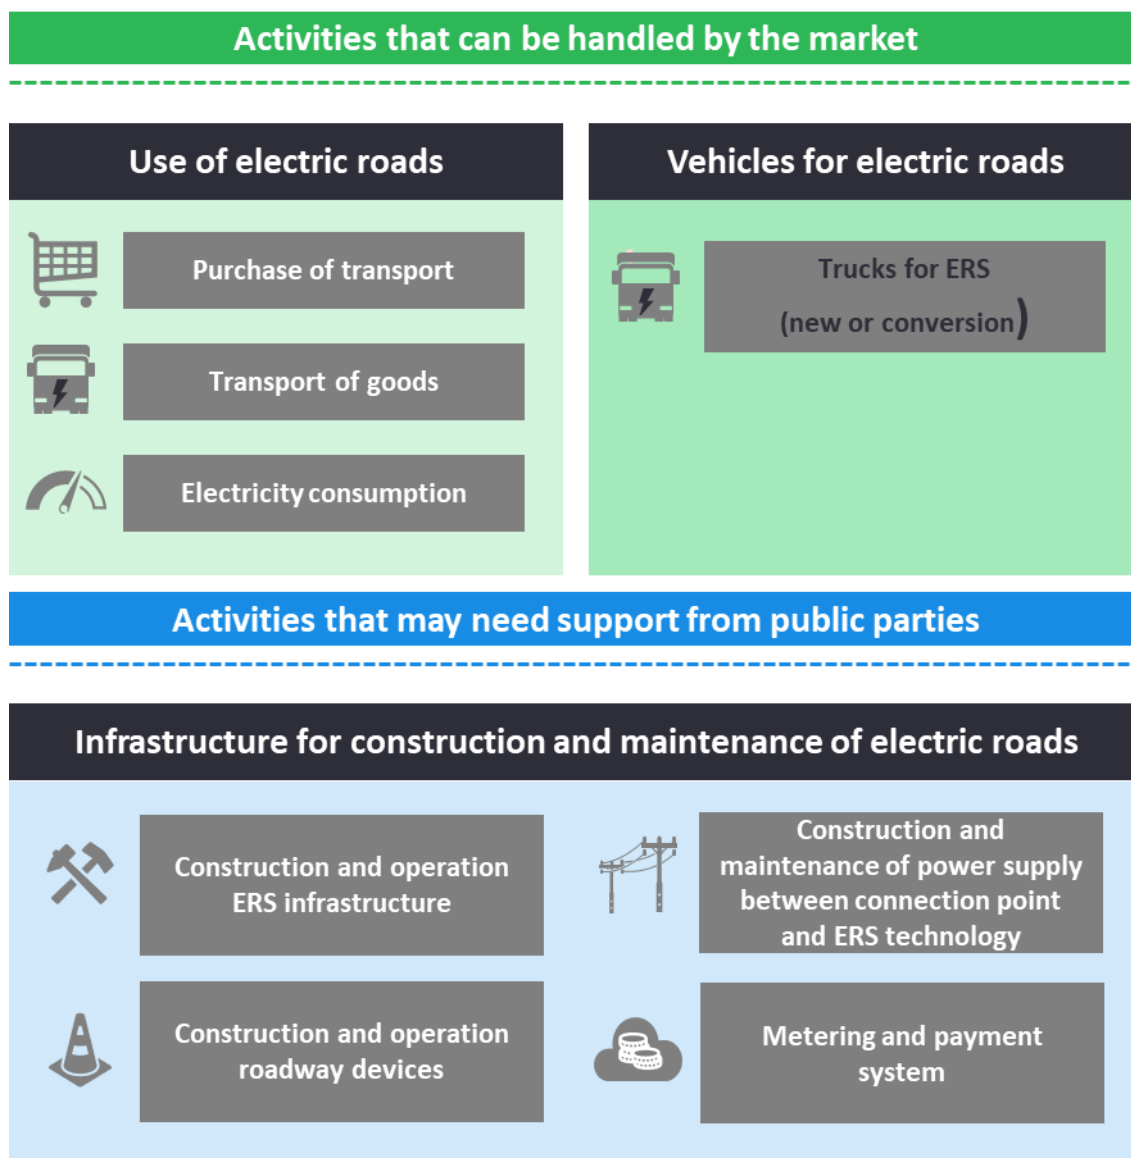 Activities that can be handled by the market
Use of electric roads
Purchase of transport
Transport of goods
Electricity consumption
Vehicles for electric roads
Trucks for ERS
(new or conversion)
Activities that may need support from public parties
Infrastructure for construction and maintenance of electric roads
Construction and operation
ERS infrastructure
Construction and
maintenance of power supply
between connection point
and ERS technology
Construction and operation
roadway devices
Metering and payment
system